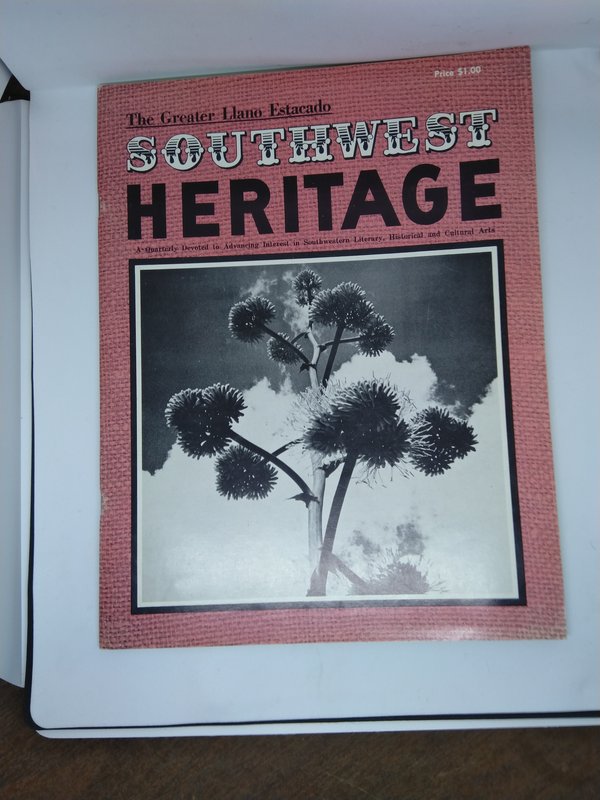 Price $1.00
The Greater Llano Estacado
SOUTHWEST
HERITAGE
A Quarterly Devoted to Advancing Interest in Southwestern Literary, Historical and Cultural Arts